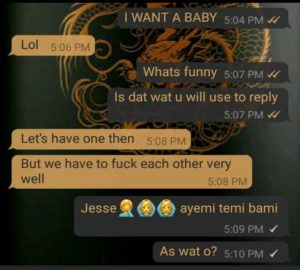 I WANT A BABY 5:04 PM
Lol 5:06 PM
Whats funny 5:07 PM
Is dat wat u will use to reply
5:07 PM
Let's have one then 5:08 PM
But we have to fuck each other very
well 5:08 PM
Jesse 🤦‍♀️🙆‍♀️🙆‍♀️ ayemi temi bami
5:09 PM
As wat o? 5:10 PM